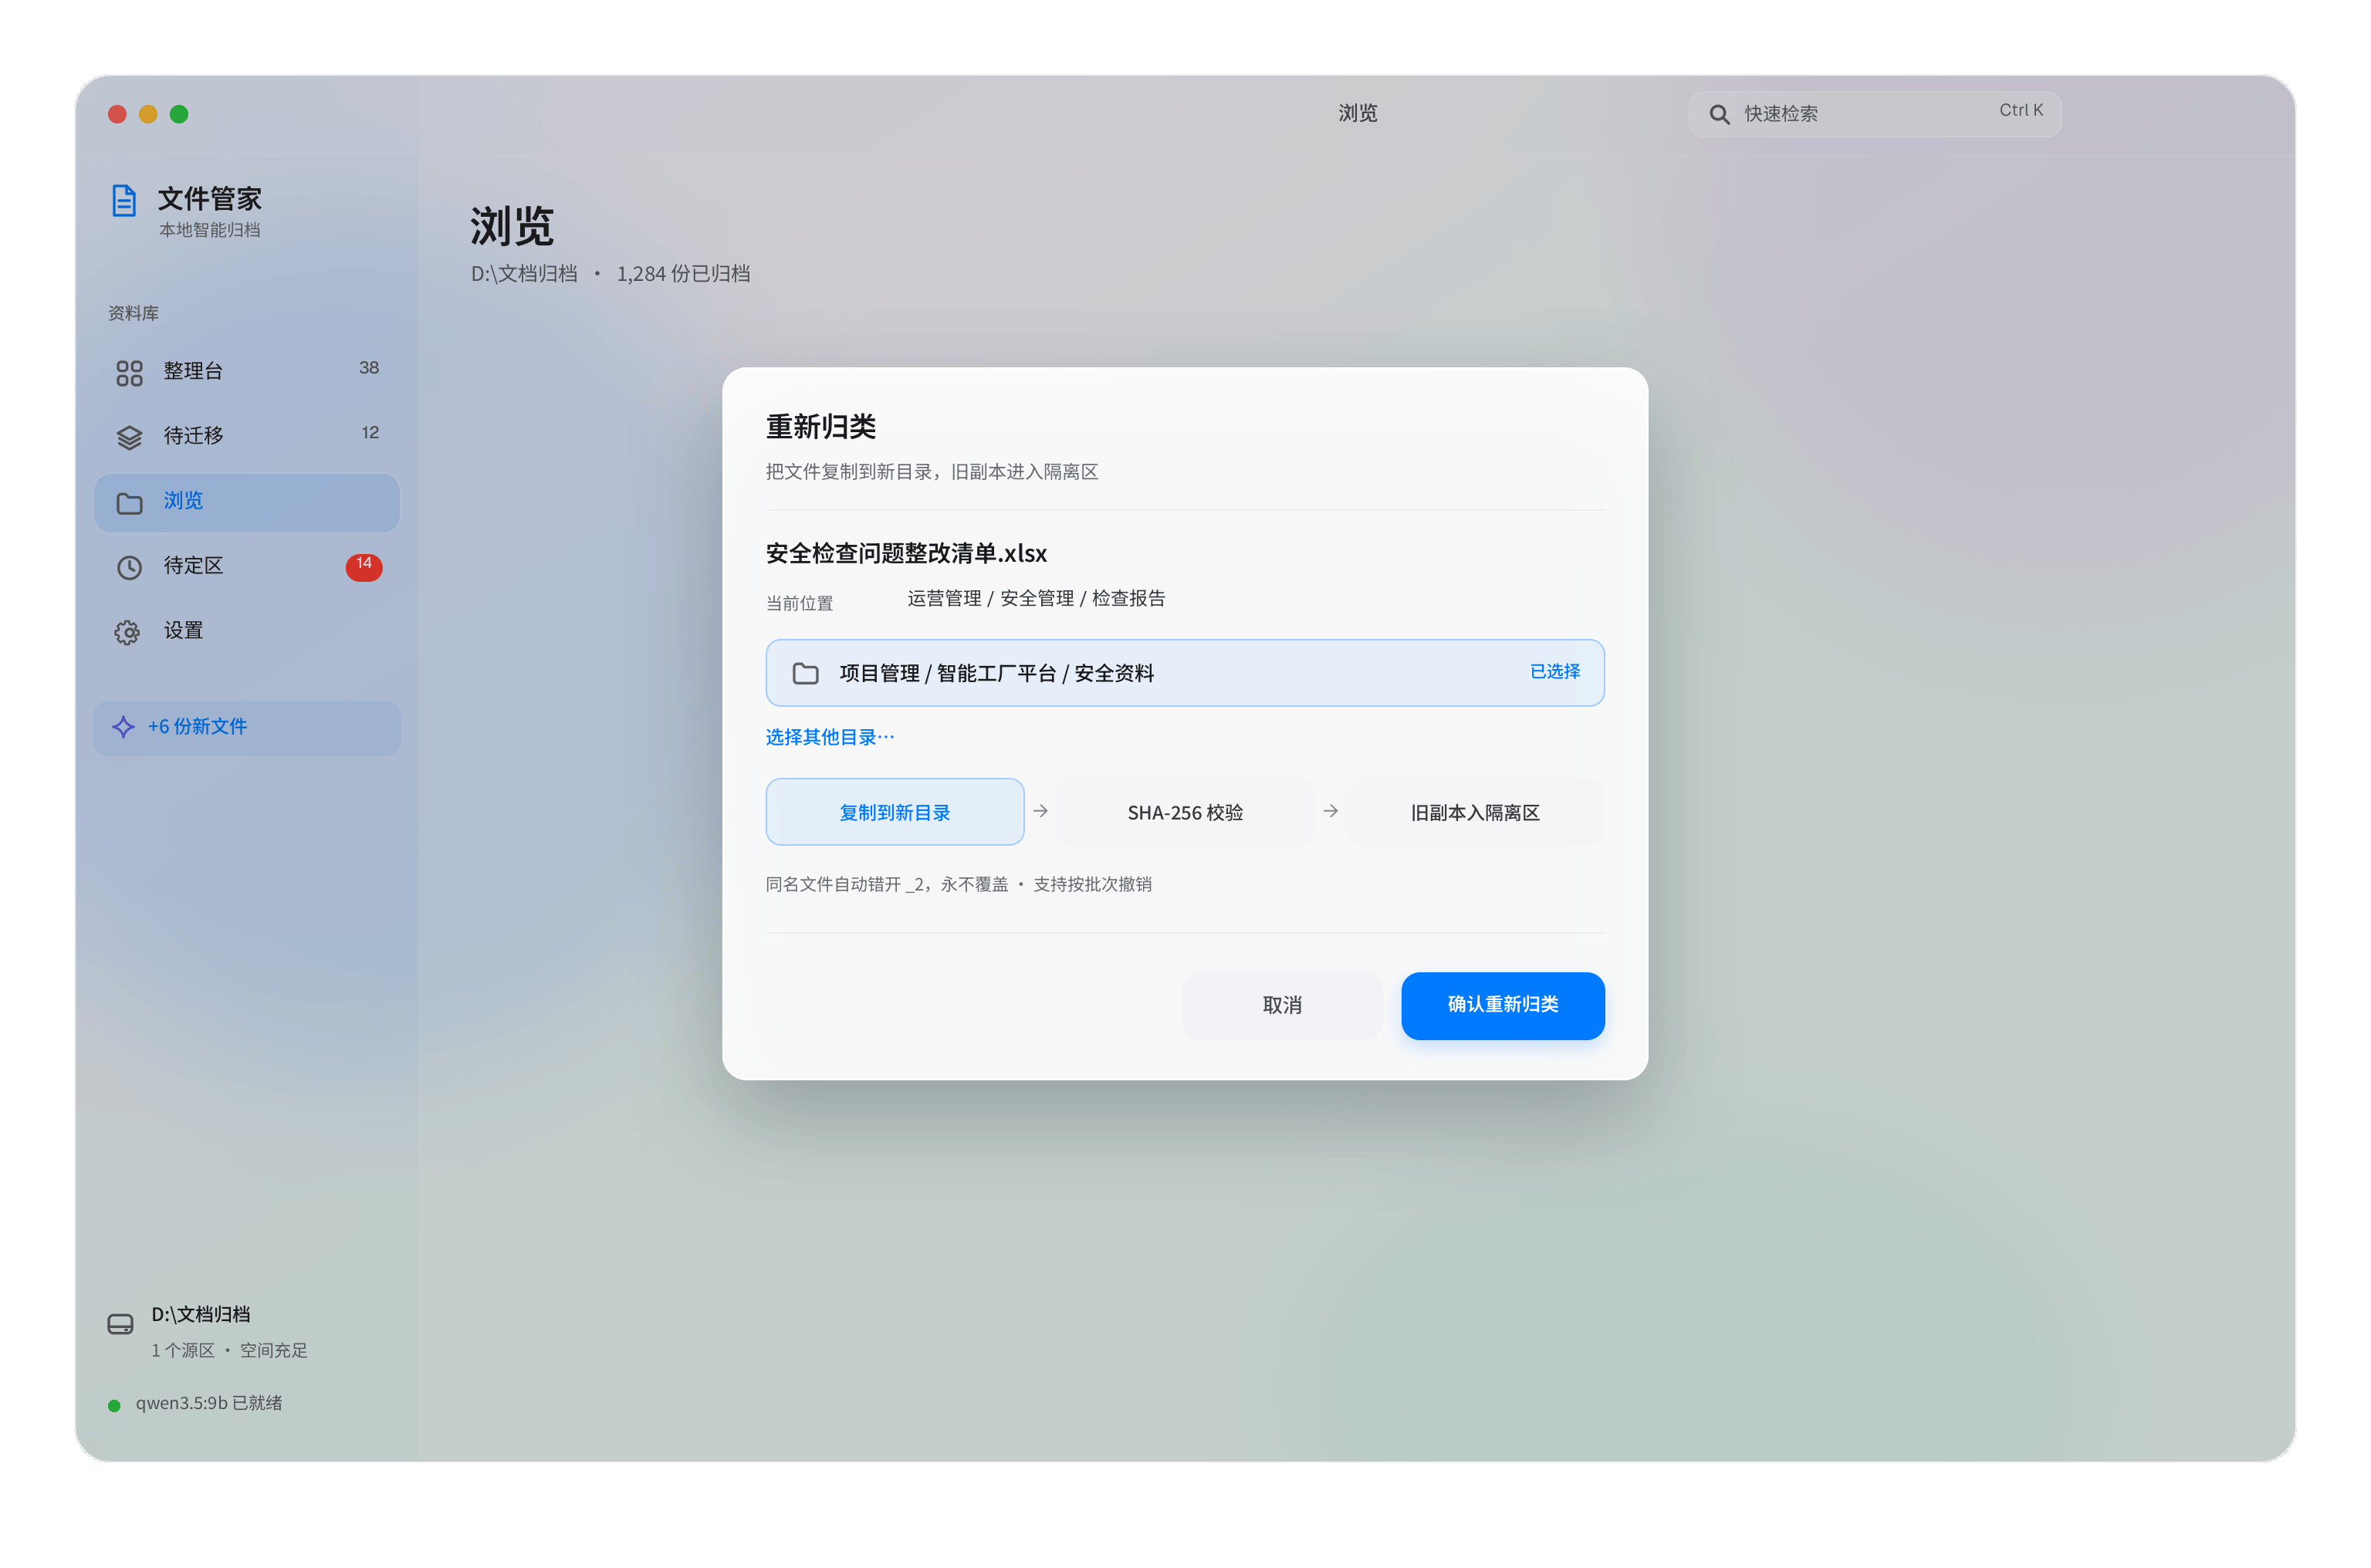 浏览
快速检索 Ctrl K
文件管家
本地智能归档
资料库
整理台 38
待迁移 12
浏览
待定区 14
设置
+6 份新文件
D:\文档归档
1 个源区 · 空间充足
qwen3.5:9b 已就绪
浏览
D:\文档归档 · 1,284 份已归档
重新归类
把文件复制到新目录，旧副本进入隔离区
安全检查问题整改清单.xlsx
当前位置 运营管理 / 安全管理 / 检查报告
项目管理 / 智能工厂平台 / 安全资料 已选择
选择其他目录…
复制到新目录 → SHA-256 校验 → 旧副本入隔离区
同名文件自动错开 _2，永不覆盖 · 支持按批次撤销
取消 确认重新归类